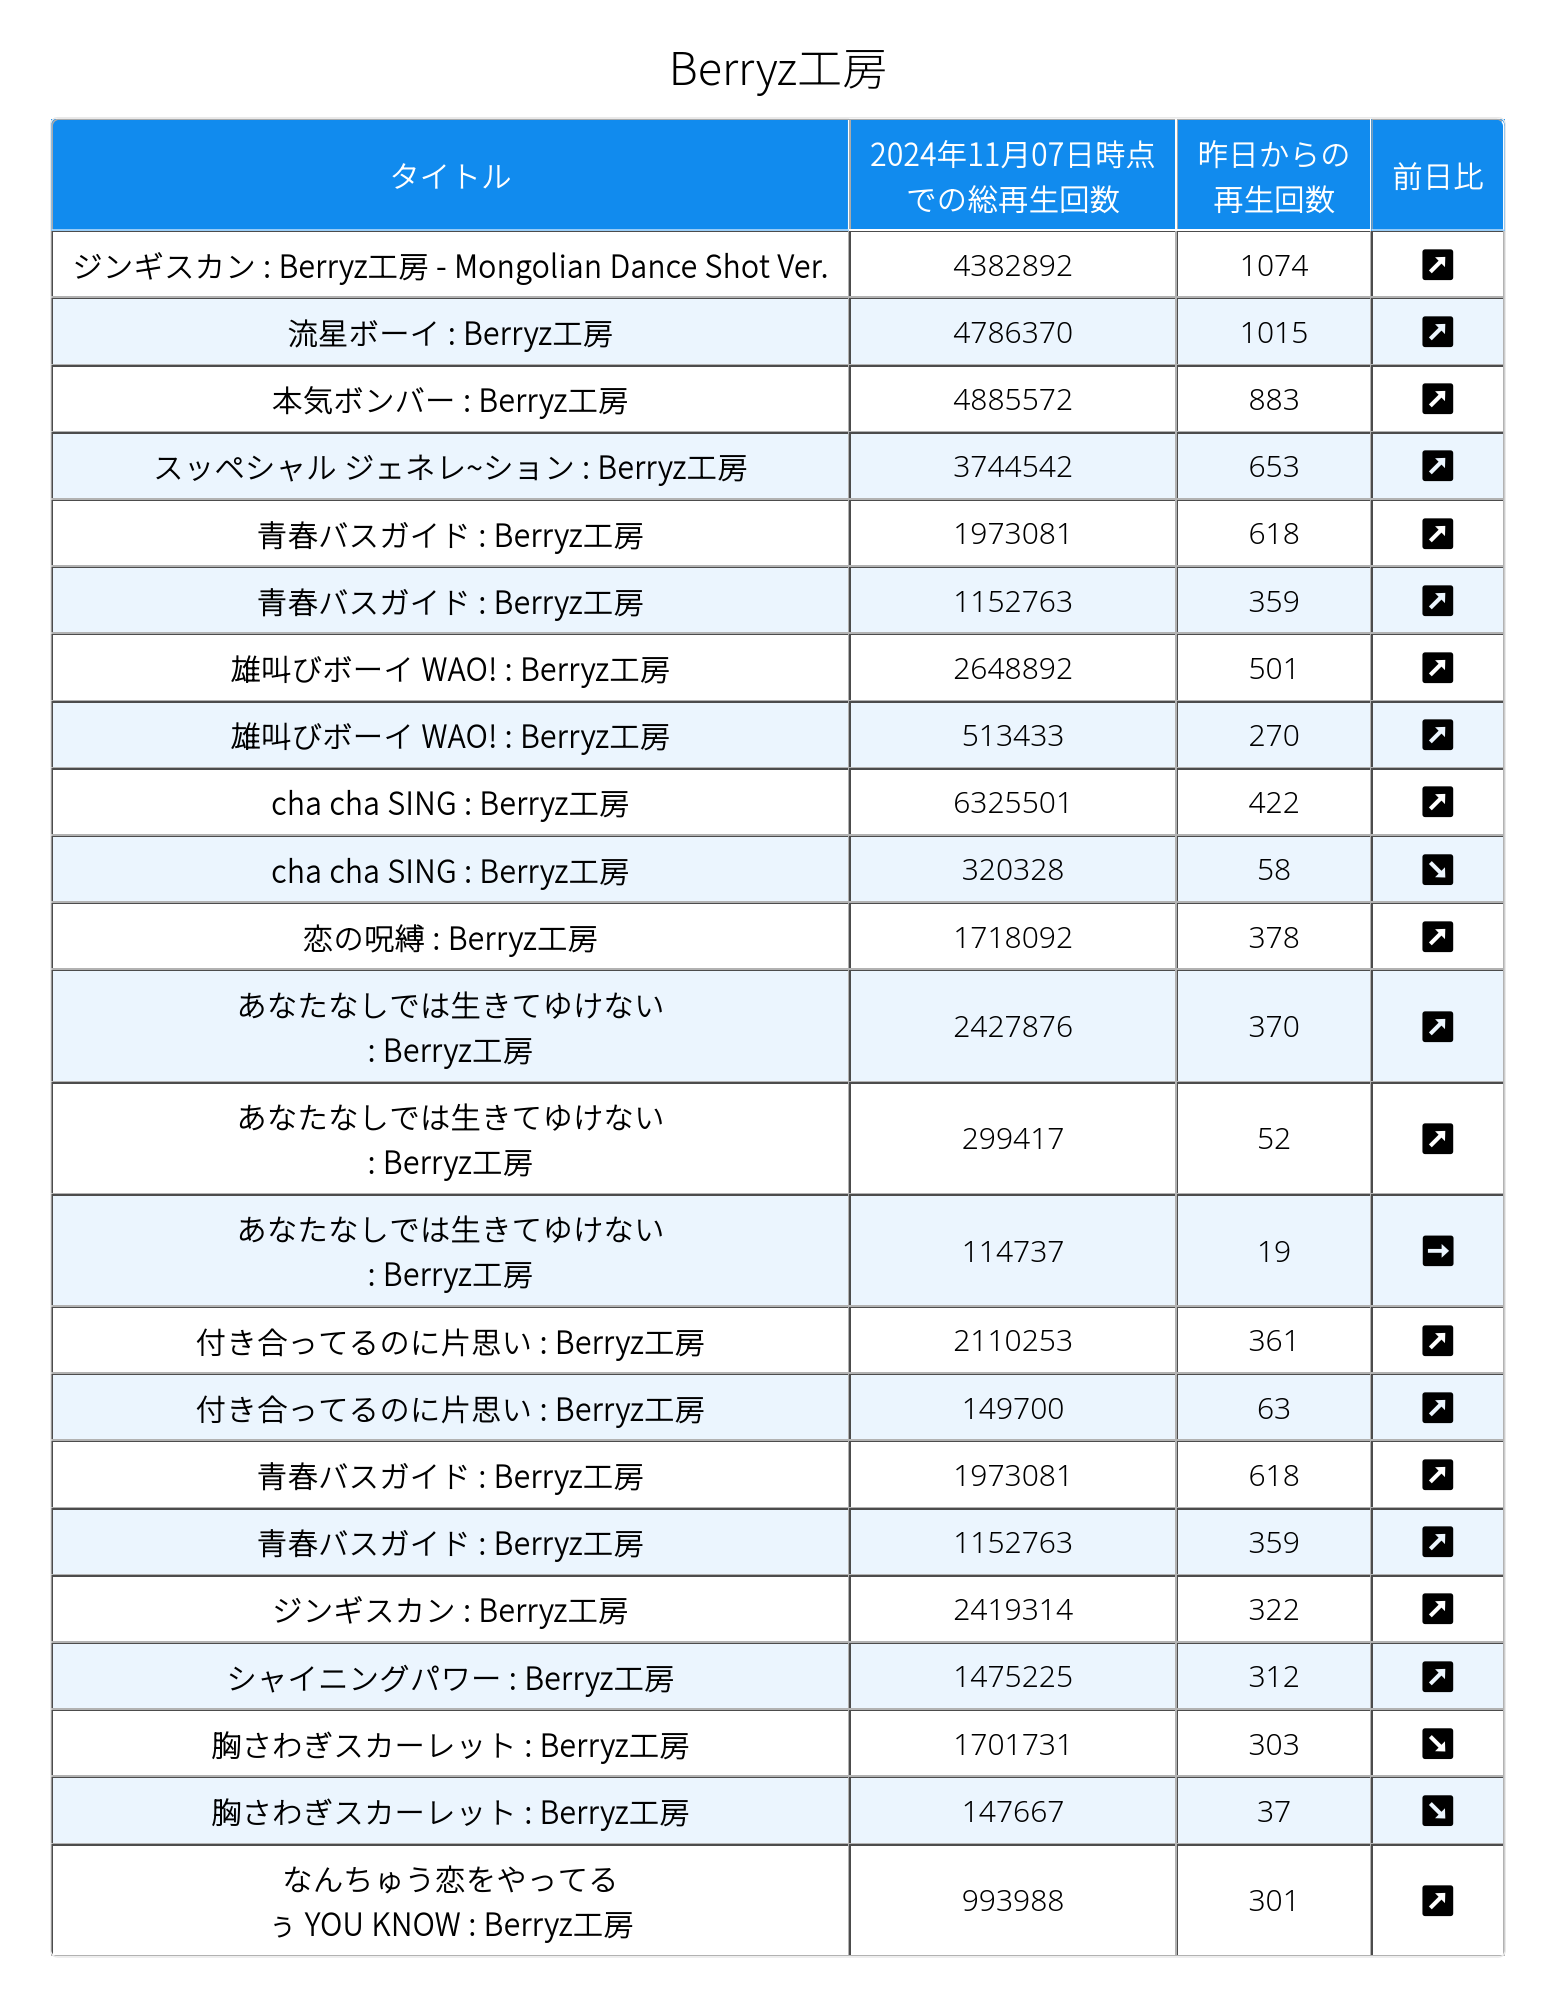 Berryz工房
タイトル
2024年11月07日時点
での総再生回数
昨日からの
再生回数
前日比
ジンギスカン : Berryz工房 - Mongolian Dance Shot Ver. 4382892 1074
流星ボーイ : Berryz工房 4786370 1015
本気ボンバー : Berryz工房 4885572 883
スッペシャル ジェネレ~ション : Berryz工房 3744542 653
青春バスガイド : Berryz工房 1973081 618
青春バスガイド : Berryz工房 1152763 359
雄叫びボーイ WAO! : Berryz工房 2648892 501
雄叫びボーイ WAO! : Berryz工房 513433 270
cha cha SING : Berryz工房 6325501 422
cha cha SING : Berryz工房 320328 58
恋の呪縛 : Berryz工房 1718092 378
あなたなしでは生きてゆけない
: Berryz工房 2427876 370
あなたなしでは生きてゆけない
: Berryz工房 299417 52
あなたなしでは生きてゆけない
: Berryz工房 114737 19
付き合ってるのに片思い : Berryz工房 2110253 361
付き合ってるのに片思い : Berryz工房 149700 63
青春バスガイド : Berryz工房 1973081 618
青春バスガイド : Berryz工房 1152763 359
ジンギスカン : Berryz工房 2419314 322
シャイニングパワー : Berryz工房 1475225 312
胸さわぎスカーレット : Berryz工房 1701731 303
胸さわぎスカーレット : Berryz工房 147667 37
なんちゅう恋をやってる
ぅ YOU KNOW : Berryz工房 993988 301